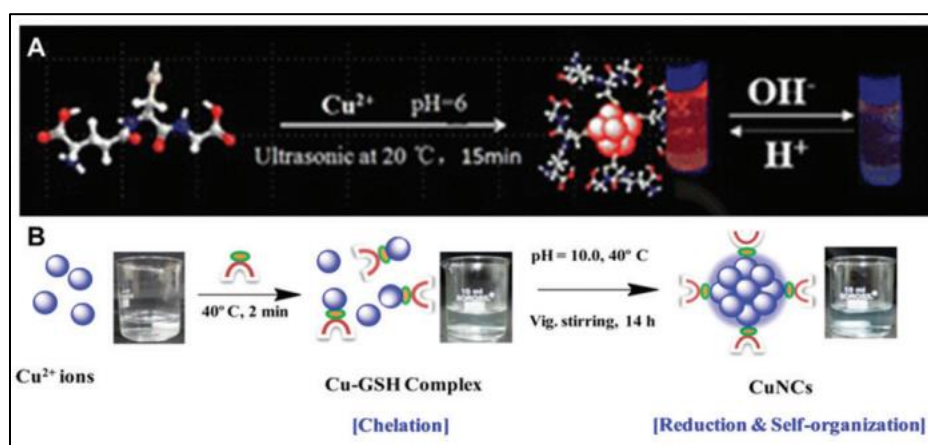 A
Cu²⁺ pH=6
Ultrasonic at 20 ℃, 15min
OH⁻
H⁺
B
40° C, 2 min
pH = 10.0, 40° C
Vig. stirring, 14 h
Cu²⁺ ions
Cu-GSH Complex
CuNCs
[Chelation]
[Reduction & Self-organization]